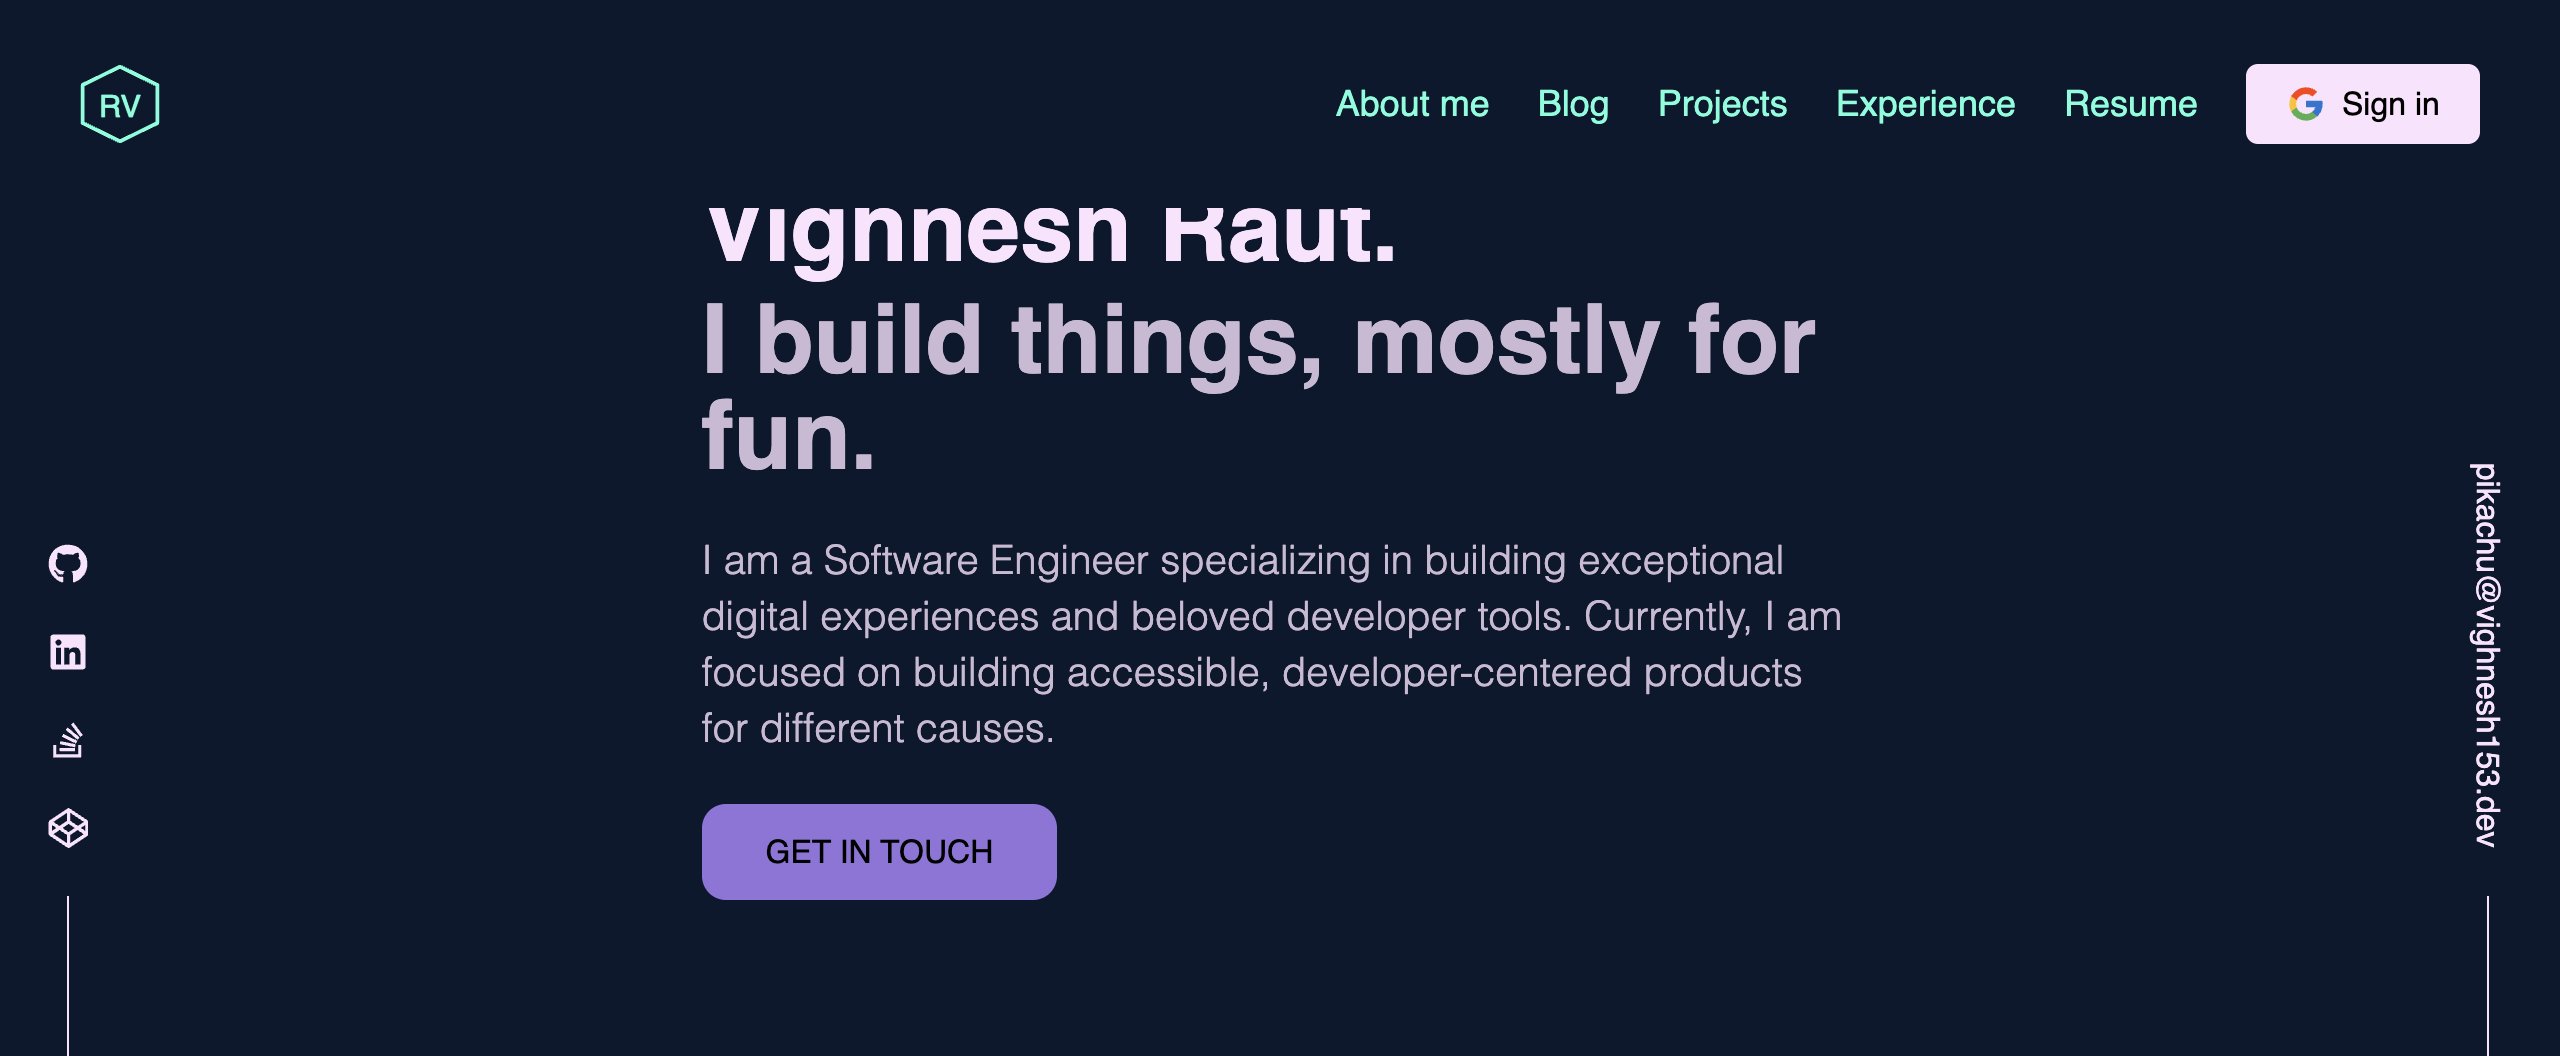 RV
About me
Blog
Projects
Experience
Resume
Sign in
Vighnesh Raut.
I build things, mostly for
fun.
I am a Software Engineer specializing in building exceptional
digital experiences and beloved developer tools. Currently, I am
focused on building accessible, developer-centered products
for different causes.
GET IN TOUCH
in
pikachu@vighnesh153.dev